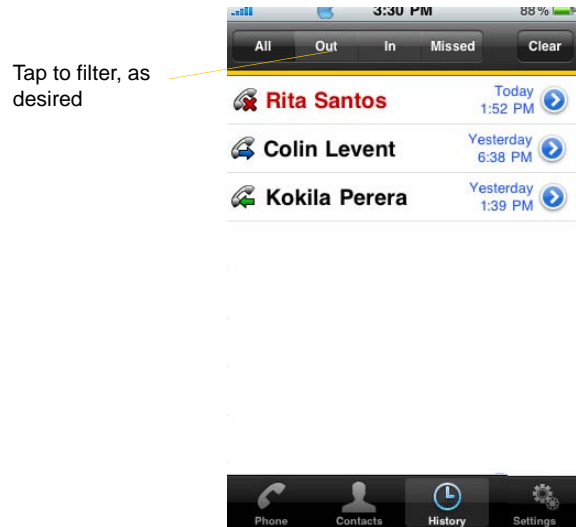 3:30 PM 88 %
All Out In Missed Clear
Tap to filter, as
desired
Rita Santos Today
1:52 PM
Colin Levent Yesterday
6:38 PM
Kokila Perera Yesterday
1:39 PM
Phone Contacts History Settings